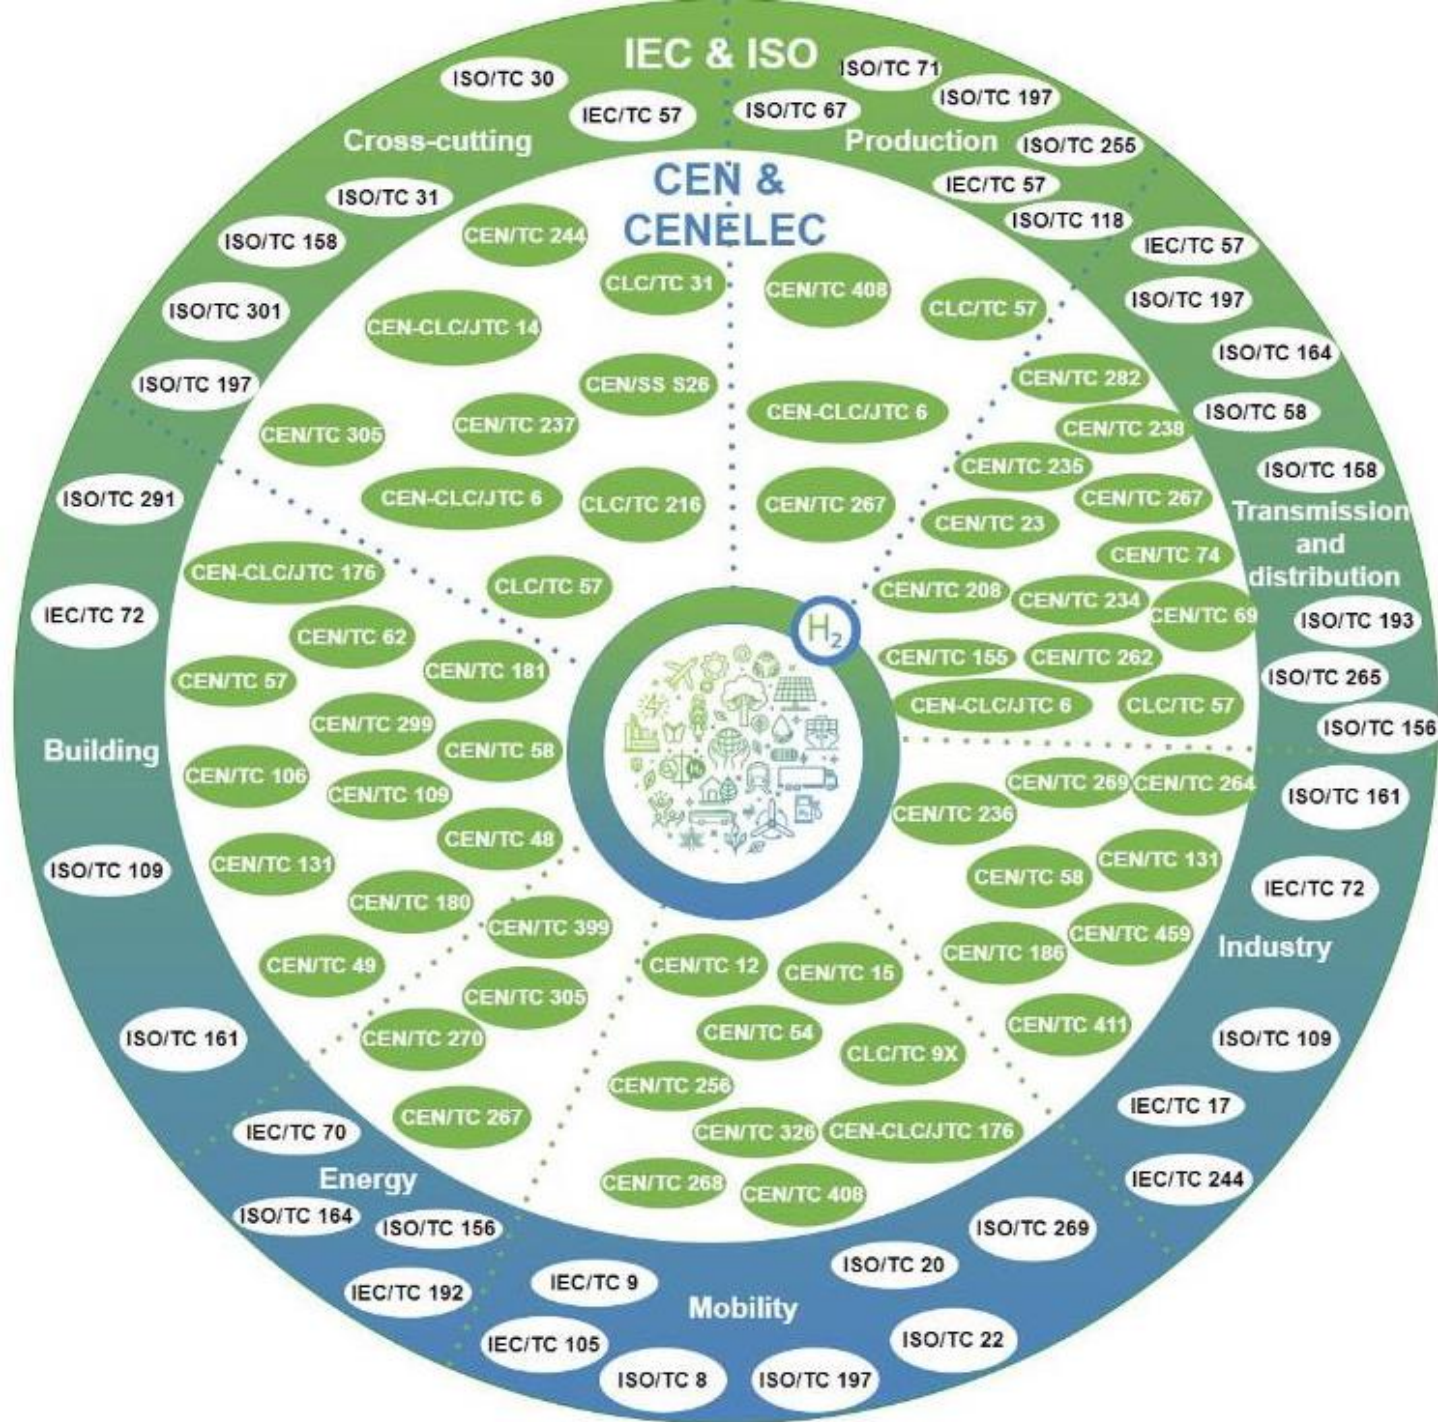 IEC & ISO
ISO/TC 30
IEC/TC 57
Cross-cutting
ISO/TC 31
ISO/TC 158
ISO/TC 301
ISO/TC 197
ISO/TC 71
ISO/TC 197
ISO/TC 67
Production
ISO/TC 255
IEC/TC 57
ISO/TC 118
IEC/TC 57
ISO/TC 197
ISO/TC 164
ISO/TC 58
ISO/TC 158
Transmission
and
distribution
ISO/TC 193
ISO/TC 265
ISO/TC 156
ISO/TC 161
IEC/TC 72
Industry
ISO/TC 109
IEC/TC 17
IEC/TC 244
ISO/TC 269
ISO/TC 20
IEC/TC 9
Mobility
ISO/TC 22
IEC/TC 105
ISO/TC 8
ISO/TC 197
IEC/TC 70
Energy
ISO/TC 164
ISO/TC 156
IEC/TC 192
ISO/TC 291
IEC/TC 72
Building
ISO/TC 109
ISO/TC 161
CEN &
CENELEC
CEN/TC 244
CLC/TC 31
CEN-CLC/JTC 14
CEN/SS S26
CEN/TC 305
CEN/TC 237
CEN-CLC/JTC 6
CLC/TC 216
CLC/TC 57
CEN/TC 408
CLC/TC 57
CEN-CLC/JTC 6
CEN/TC 267
CEN/TC 282
CEN/TC 238
CEN/TC 235
CEN/TC 267
CEN/TC 23
CEN/TC 74
CEN/TC 208
CEN/TC 234
CEN/TC 69
CEN/TC 155
CEN/TC 262
CEN-CLC/JTC 6
CLC/TC 57
CEN/TC 269
CEN/TC 264
CEN/TC 236
CEN/TC 58
CEN/TC 131
CEN/TC 186
CEN/TC 459
CEN/TC 411
CEN/TC 12
CEN/TC 15
CEN/TC 54
CLC/TC 9X
CEN/TC 256
CEN/TC 326
CEN-CLC/JTC 176
CEN/TC 268
CEN/TC 408
CEN/TC 399
CEN/TC 305
CEN/TC 270
CEN/TC 267
CEN-CLC/JTC 176
CEN/TC 62
CEN/TC 57
CEN/TC 181
CEN/TC 299
CEN/TC 58
CEN/TC 106
CEN/TC 109
CEN/TC 48
CEN/TC 131
CEN/TC 180
CEN/TC 49
H2